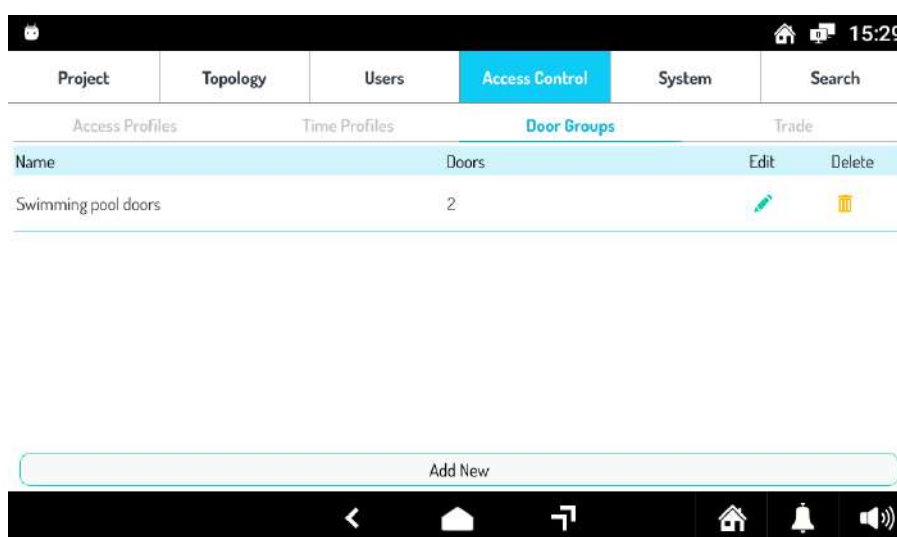 15:29
Project Topology Users Access Control System Search
Access Profiles Time Profiles Door Groups Trade
Name Doors Edit Delete
Swimming pool doors 2
Add New